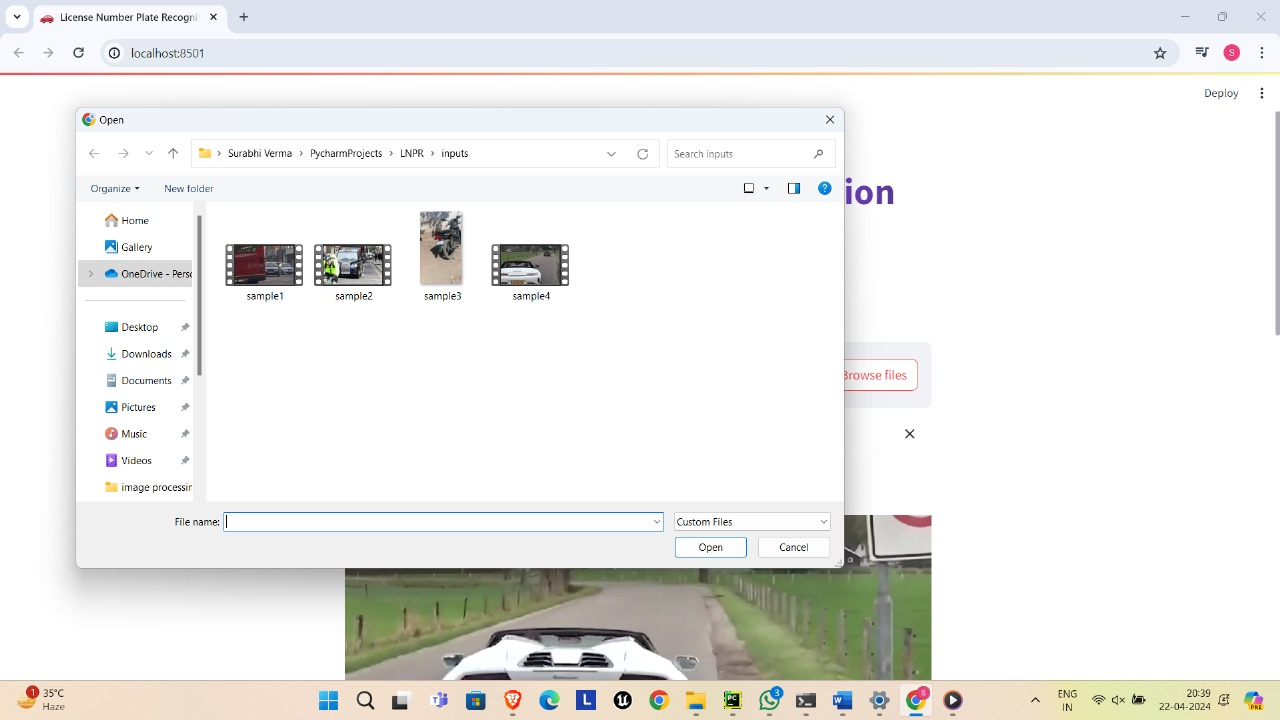 License Number Plate Recogni
localhost:8501
S
Deploy
Open
Surabhi Verma > PycharmProjects > LNPR > inputs
Search inputs
Organize
New folder
ion
Home
Gallery
OneDrive - Perso
sample1
sample2
sample3
sample4
Desktop
Downloads
Documents
Browse files
Pictures
Music
Videos
image processin
File name:
Custom Files
Open
Cancel
1
35°C
Haze
3
S
ENG
IN
20:39
22-04-2024